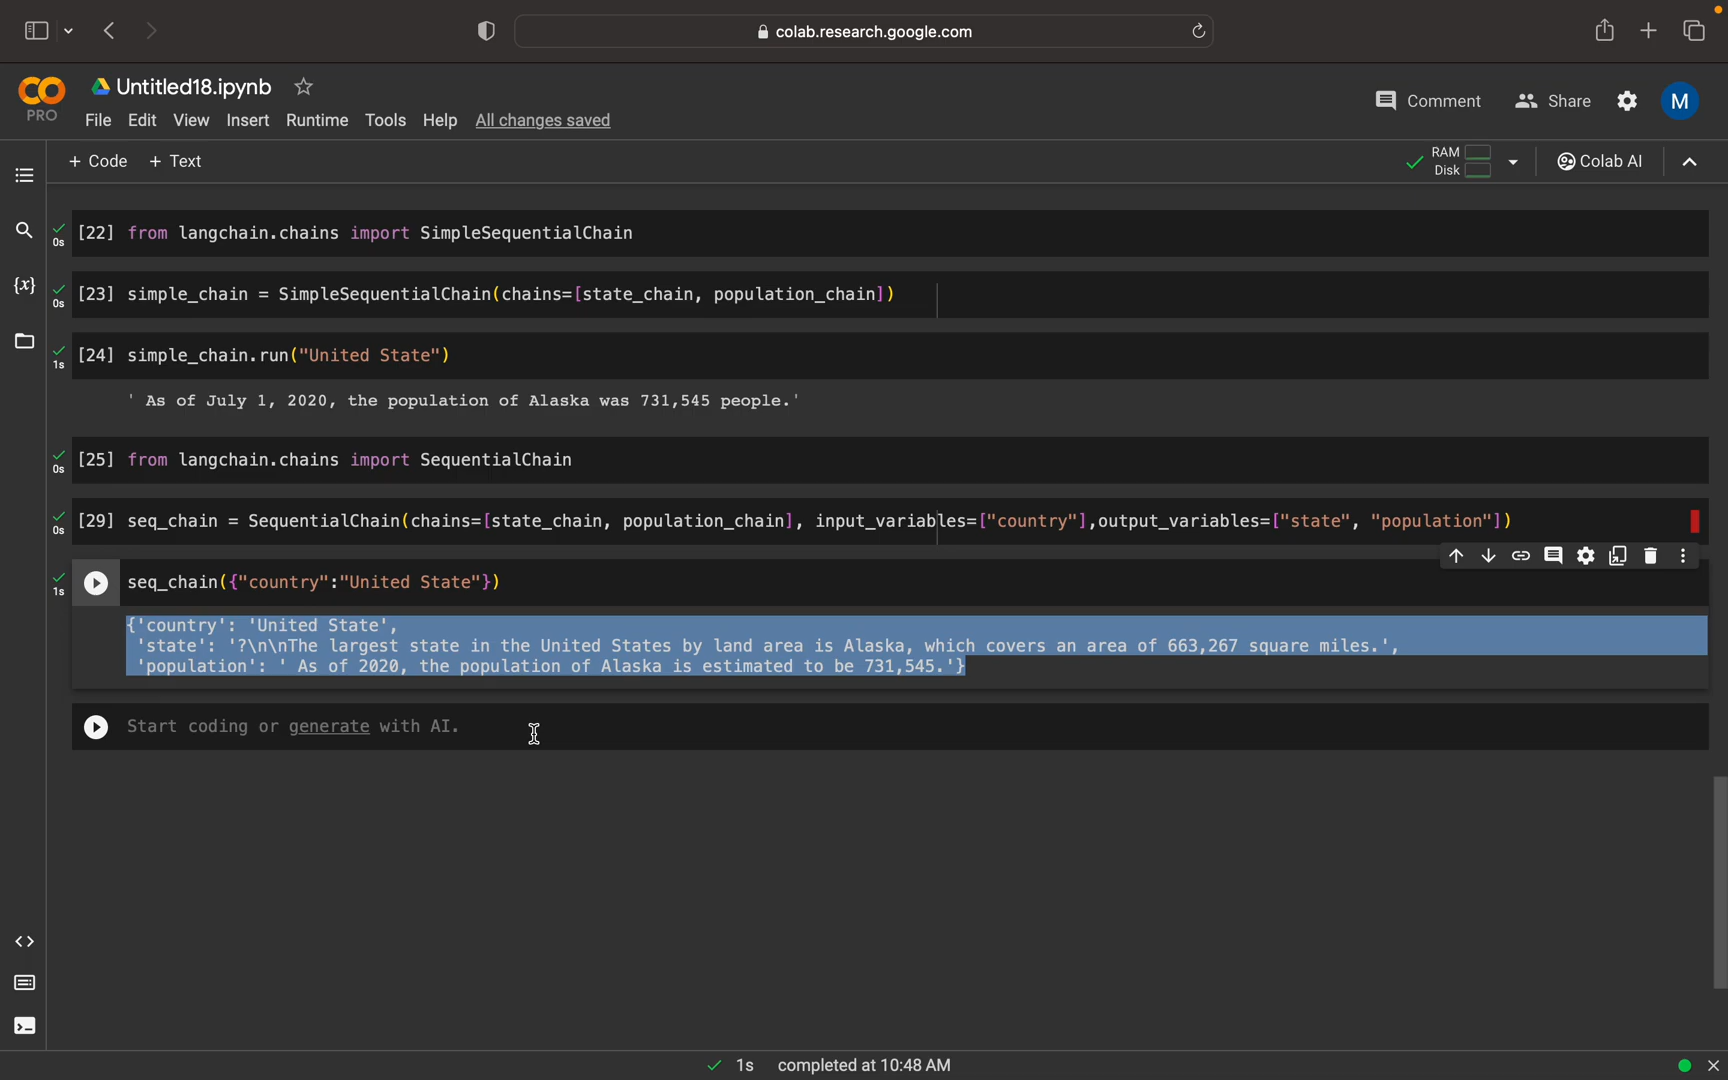 colab.research.google.com
Untitled18.ipynb
PRO
File Edit View Insert Runtime Tools Help All changes saved
Comment Share M
+ Code + Text
RAM
Disk
Colab AI
0s [22] from langchain.chains import SimpleSequentialChain
{x}
0s [23] simple_chain = SimpleSequentialChain(chains=[state_chain, population_chain])
1s [24] simple_chain.run("United State")
' As of July 1, 2020, the population of Alaska was 731,545 people.'
0s [25] from langchain.chains import SequentialChain
0s [29] seq_chain = SequentialChain(chains=[state_chain, population_chain], input_variables=["country"],output_variables=["state", "population"])
1s seq_chain({"country":"United State"})
{'country': 'United State',
'state': '?\n\nThe largest state in the United States by land area is Alaska, which covers an area of 663,267 square miles.',
'population': ' As of 2020, the population of Alaska is estimated to be 731,545.'}
Start coding or generate with AI.
1s completed at 10:48 AM